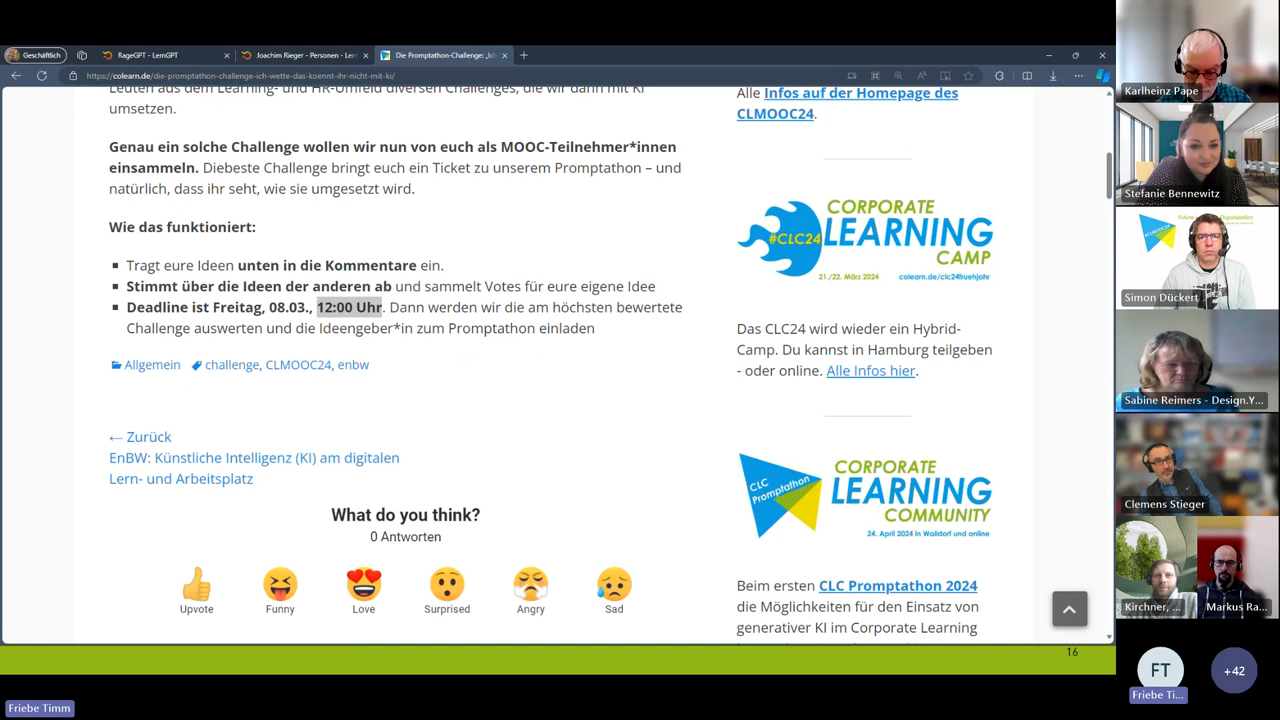 Geschäftlich
RageGPT - LernGPT
Joachim Rieger - Personen - Ler
Die Promptathon-Challenge: „Ich
https://colearn.de/die-promptathon-challenge-ich-wette-das-koennt-ihr-nicht-mit-ki/
Leuten aus dem Learning- und HR-Umfeld diversen Challenges, die wir dann mit KI
umsetzen.
Genau ein solche Challenge wollen wir nun von euch als MOOC-Teilnehmer*innen
einsammeln. Diebeste Challenge bringt euch ein Ticket zu unserem Promptathon – und
natürlich, dass ihr seht, wie sie umgesetzt wird.
Wie das funktioniert:
Tragt eure Ideen unten in die Kommentare ein.
Stimmt über die Ideen der anderen ab und sammelt Votes für eure eigene Idee
Deadline ist Freitag, 08.03., 12:00 Uhr. Dann werden wir die am höchsten bewertete
Challenge auswerten und die Ideengeber*in zum Promptathon einladen
Allgemein challenge, CLMOOC24, enbw
← Zurück
EnBW: Künstliche Intelligenz (KI) am digitalen
Lern- und Arbeitsplatz
What do you think?
0 Antworten
Upvote Funny Love Surprised Angry Sad
Alle Infos auf der Homepage des
CLMOOC24.
#CLC24
CORPORATE
LEARNING
CAMP
21./22. März 2024 colearn.de/clc24fruehjahr
Das CLC24 wird wieder ein Hybrid-
Camp. Du kannst in Hamburg teilgeben
- oder online. Alle Infos hier.
CLC
Promptathon
CORPORATE
LEARNING
COMMUNITY
24. April 2024 in Walldorf und online
Beim ersten CLC Promptathon 2024
die Möglichkeiten für den Einsatz von
generativer KI im Corporate Learning
16
Friebe Timm
Karlheinz Pape
Stefanie Bennewitz
Simon Dückert
Sabine Reimers - Design.Y...
Clemens Stieger
Kirchner, ...
Markus Ra...
FT
Friebe Ti...
+42